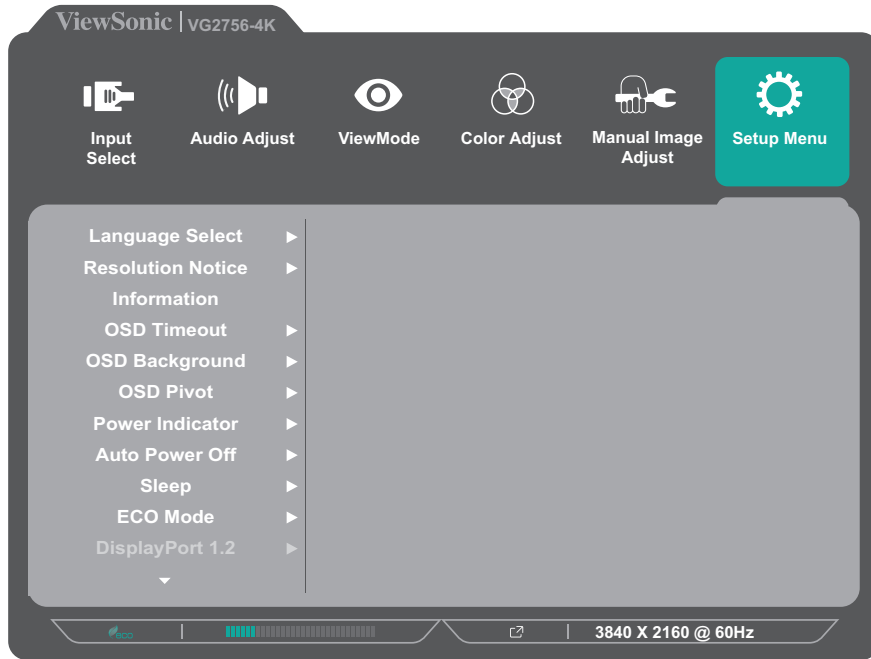 ViewSonic | VG2756-4K
Input
Select
Audio Adjust
ViewMode
Color Adjust
Manual Image
Adjust
Setup Menu
Language Select
Resolution Notice
Information
OSD Timeout
OSD Background
OSD Pivot
Power Indicator
Auto Power Off
Sleep
ECO Mode
DisplayPort 1.2
eco
3840 X 2160 @ 60Hz